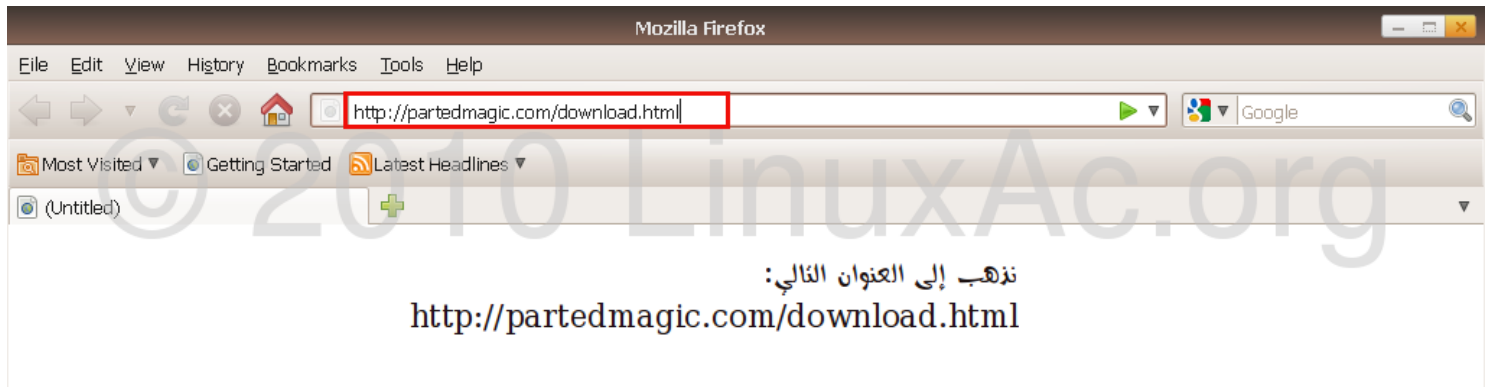 Mozilla Firefox
File Edit View History Bookmarks Tools Help
http://partedmagic.com/download.html Google
Most Visited Getting Started Latest Headlines
(Untitled)
© 2010 LinuxAc.org
نذهب إلى العنوان التالي:
http://partedmagic.com/download.html